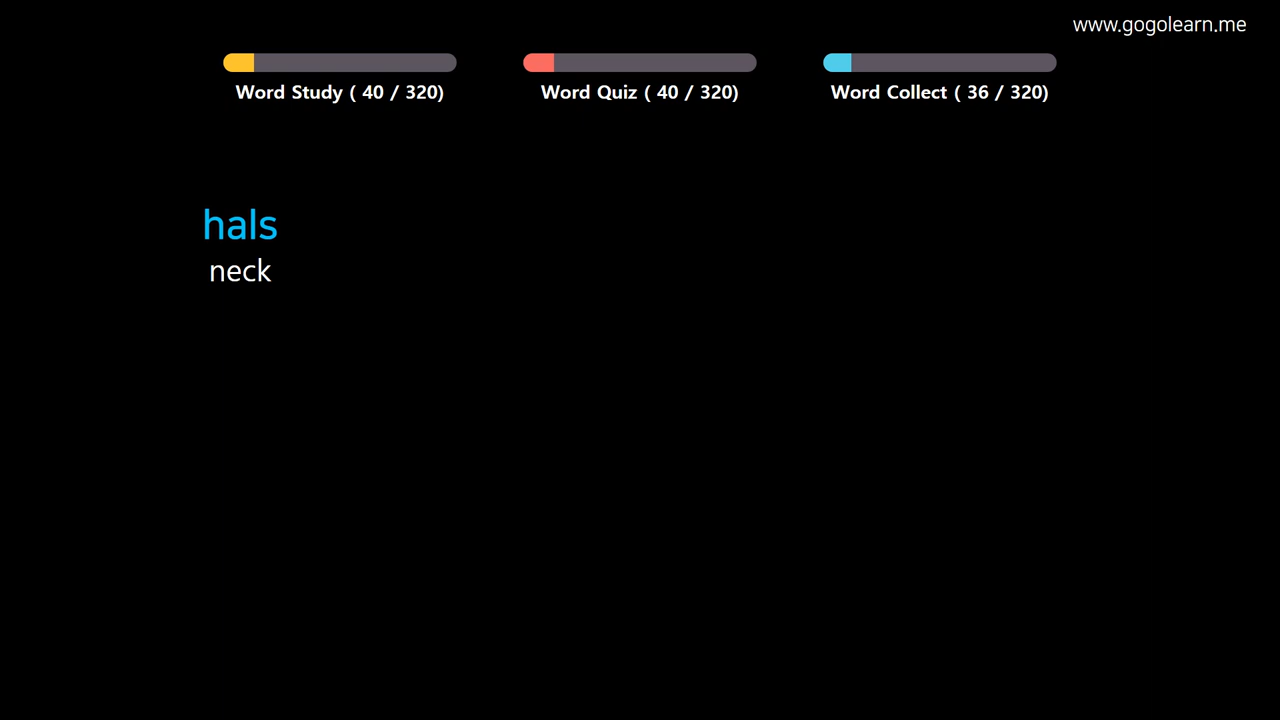 www.gogolearn.me
Word Study ( 40 / 320)
Word Quiz ( 40 / 320)
Word Collect ( 36 / 320)
hals
neck